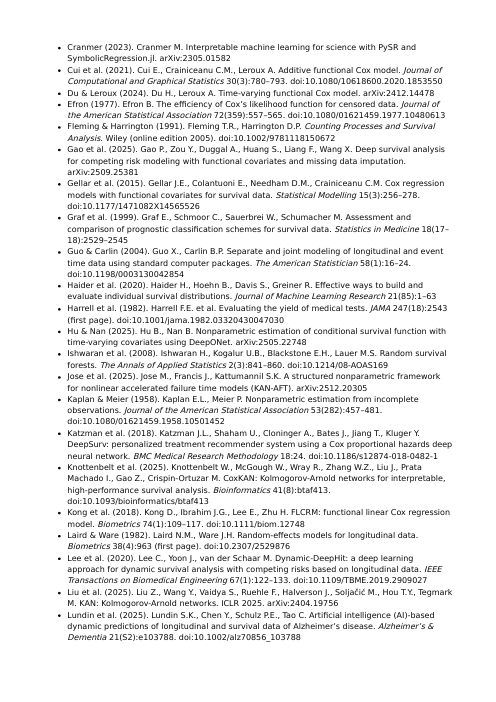 • Cranmer (2023). Cranmer M. Interpretable machine learning for science with PySR and
SymbolicRegression.jl. arXiv:2305.01582
• Cui et al. (2021). Cui E., Crainiceanu C.M., Leroux A. Additive functional Cox model. Journal of
Computational and Graphical Statistics 30(3):780–793. doi:10.1080/10618600.2020.1853550
• Du & Leroux (2024). Du H., Leroux A. Time-varying functional Cox model. arXiv:2412.14478
• Efron (1977). Efron B. The efficiency of Cox’s likelihood function for censored data. Journal of
the American Statistical Association 72(359):557–565. doi:10.1080/01621459.1977.10480613
• Fleming & Harrington (1991). Fleming T.R., Harrington D.P. Counting Processes and Survival
Analysis. Wiley (online edition 2005). doi:10.1002/9781118150672
• Gao et al. (2025). Gao P., Zou Y., Duggal A., Huang S., Liang F., Wang X. Deep survival analysis
for competing risk modeling with functional covariates and missing data imputation.
arXiv:2509.25381
• Gellar et al. (2015). Gellar J.E., Colantuoni E., Needham D.M., Crainiceanu C.M. Cox regression
models with functional covariates for survival data. Statistical Modelling 15(3):256–278.
doi:10.1177/1471082X14565526
• Graf et al. (1999). Graf E., Schmoor C., Sauerbrei W., Schumacher M. Assessment and
comparison of prognostic classification schemes for survival data. Statistics in Medicine 18(17–
18):2529–2545
• Guo & Carlin (2004). Guo X., Carlin B.P. Separate and joint modeling of longitudinal and event
time data using standard computer packages. The American Statistician 58(1):16–24.
doi:10.1198/0003130042854
• Haider et al. (2020). Haider H., Hoehn B., Davis S., Greiner R. Effective ways to build and
evaluate individual survival distributions. Journal of Machine Learning Research 21(85):1–63
• Harrell et al. (1982). Harrell F.E. et al. Evaluating the yield of medical tests. JAMA 247(18):2543
(first page). doi:10.1001/jama.1982.03320430047030
• Hu & Nan (2025). Hu B., Nan B. Nonparametric estimation of conditional survival function with
time-varying covariates using DeepONet. arXiv:2505.22748
• Ishwaran et al. (2008). Ishwaran H., Kogalur U.B., Blackstone E.H., Lauer M.S. Random survival
forests. The Annals of Applied Statistics 2(3):841–860. doi:10.1214/08-AOAS169
• Jose et al. (2025). Jose M., Francis J., Kattumannil S.K. A structured nonparametric framework
for nonlinear accelerated failure time models (KAN-AFT). arXiv:2512.20305
• Kaplan & Meier (1958). Kaplan E.L., Meier P. Nonparametric estimation from incomplete
observations. Journal of the American Statistical Association 53(282):457–481.
doi:10.1080/01621459.1958.10501452
• Katzman et al. (2018). Katzman J.L., Shaham U., Cloninger A., Bates J., Jiang T., Kluger Y.
DeepSurv: personalized treatment recommender system using a Cox proportional hazards deep
neural network. BMC Medical Research Methodology 18:24. doi:10.1186/s12874-018-0482-1
• Knottenbelt et al. (2025). Knottenbelt W., McGough W., Wray R., Zhang W.Z., Liu J., Prata
Machado I., Gao Z., Crispin-Ortuzar M. CoxKAN: Kolmogorov-Arnold networks for interpretable,
high-performance survival analysis. Bioinformatics 41(8):btaf413.
doi:10.1093/bioinformatics/btaf413
• Kong et al. (2018). Kong D., Ibrahim J.G., Lee E., Zhu H. FLCRM: functional linear Cox regression
model. Biometrics 74(1):109–117. doi:10.1111/biom.12748
• Laird & Ware (1982). Laird N.M., Ware J.H. Random-effects models for longitudinal data.
Biometrics 38(4):963 (first page). doi:10.2307/2529876
• Lee et al. (2020). Lee C., Yoon J., van der Schaar M. Dynamic-DeepHit: a deep learning
approach for dynamic survival analysis with competing risks based on longitudinal data. IEEE
Transactions on Biomedical Engineering 67(1):122–133. doi:10.1109/TBME.2019.2909027
• Liu et al. (2025). Liu Z., Wang Y., Vaidya S., Ruehle F., Halverson J., Soljačić M., Hou T.Y., Tegmark
M. KAN: Kolmogorov-Arnold networks. ICLR 2025. arXiv:2404.19756
• Lundin et al. (2025). Lundin S.K., Chen Y., Schulz P.E., Tao C. Artificial intelligence (AI)-based
dynamic predictions of longitudinal and survival data of Alzheimer’s disease. Alzheimer’s &
Dementia 21(S2):e103788. doi:10.1002/alz70856_103788